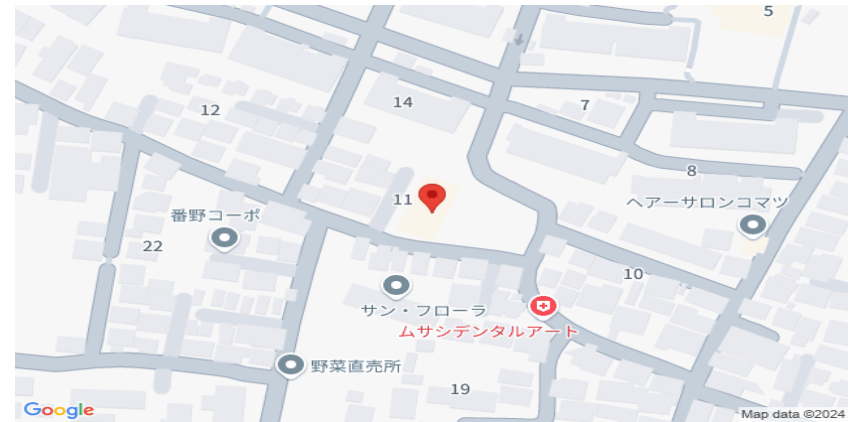 5
14
7
12
8
11
ヘアーサロンコマツ
番野コーポ
22
10
サン・フローラ
ムサシデンタルアート
野菜直売所
19
Google
Map data ©2024